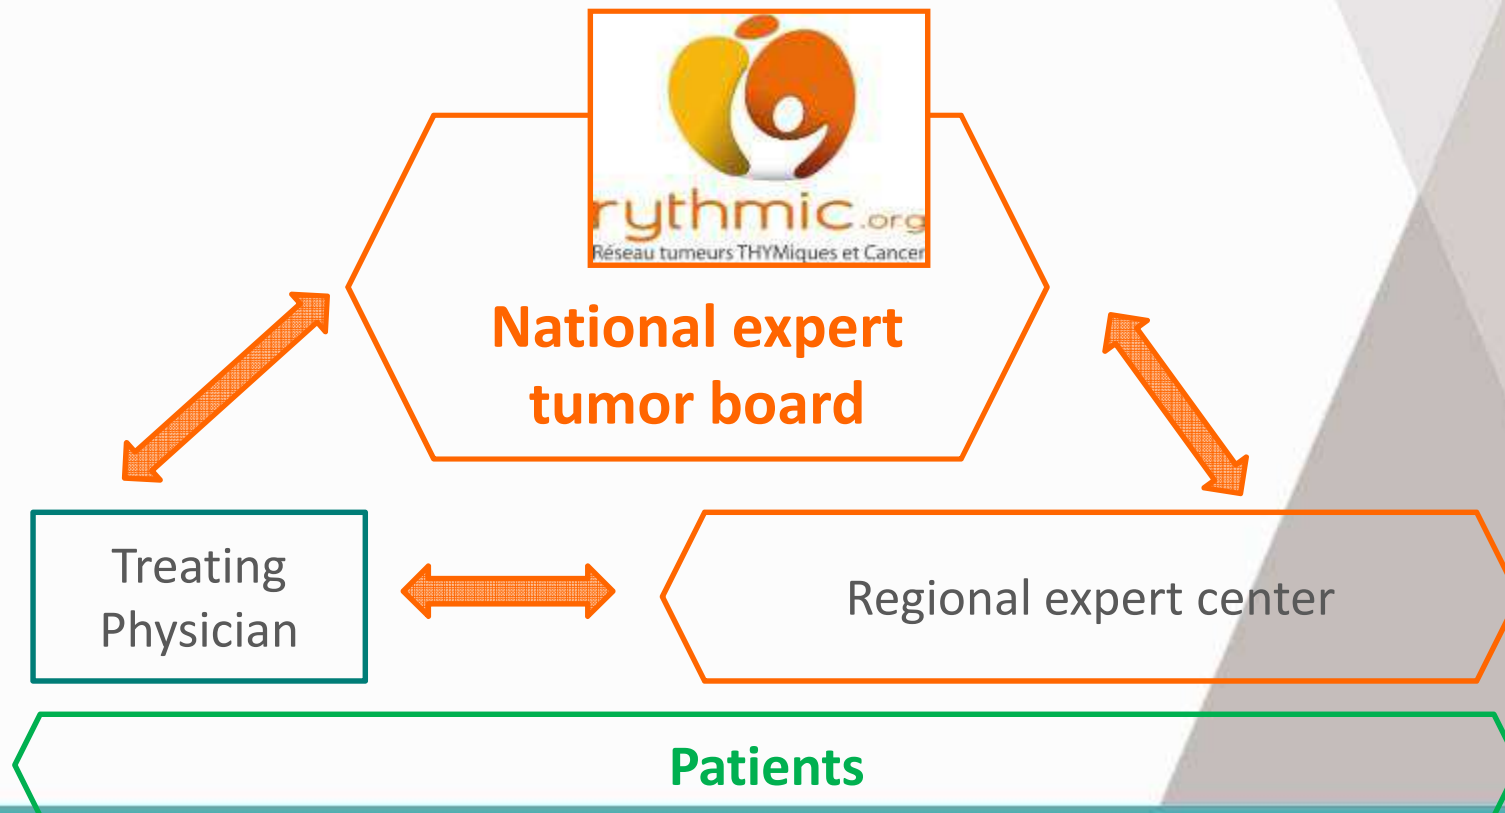 rythmic.org
Réseau tumeurs THYMiques et Cancer
National expert
tumor board
Treating
Physician
Regional expert center
Patients